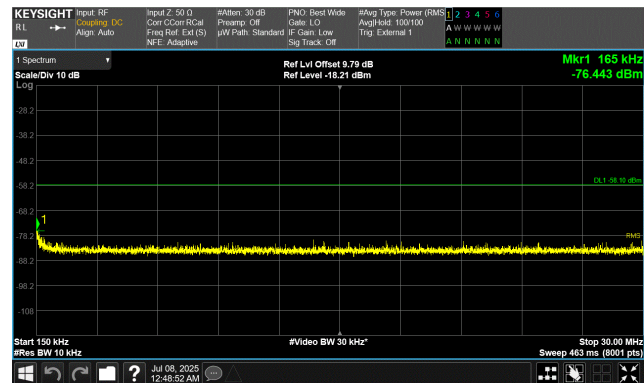 KEYSIGHT Input: RF Input Z: 50 Ω #Atten: 30 dB PNO: Best Wide #Avg Type: Power (RMS 1 2 3 4 5 6
RL Coupling: DC Corr CCorr RCal Preamp: Off Gate: LO Avg|Hold: 100/100 A W W W W W
Align: Auto Freq Ref: Ext (S) µW Path: Standard IF Gain: Low Trig: External 1
LXI NFE: Adaptive Sig Track: Off A N N N N N
1 Spectrum Ref Lvl Offset 9.79 dB Mkr1 165 kHz
Scale/Div 10 dB Ref Level -18.21 dBm -76.443 dBm
Log
-28.2
-38.2
-48.2
-58.2 DL1 -58.10 dBm
-68.2
1
-78.2 RMS
-88.2
-98.2
-108
Start 150 kHz #Video BW 30 kHz* Stop 30.00 MHz
#Res BW 10 kHz Sweep 463 ms (8001 pts)
? Jul 08, 2025
12:48:52 AM